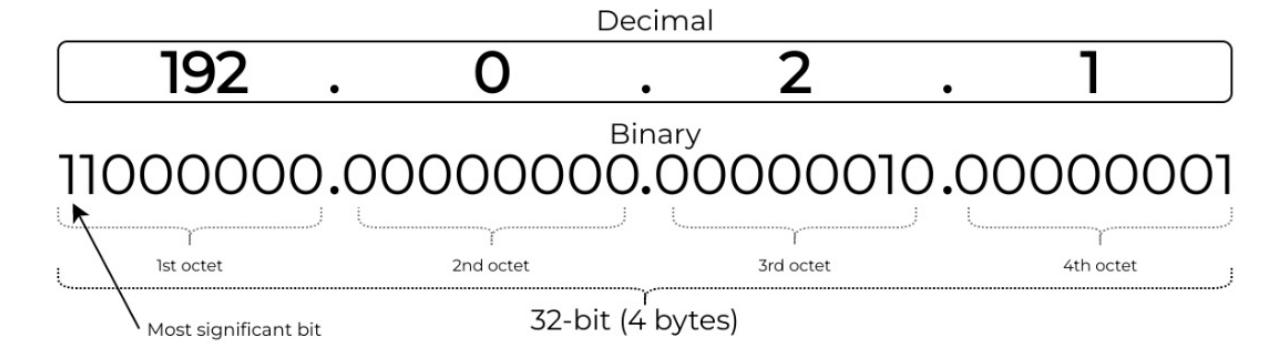 Decimal
192 . 0 . 2 . 1
Binary
11000000.00000000.00000010.00000001
1st octet 2nd octet 3rd octet 4th octet
32-bit (4 bytes)
Most significant bit